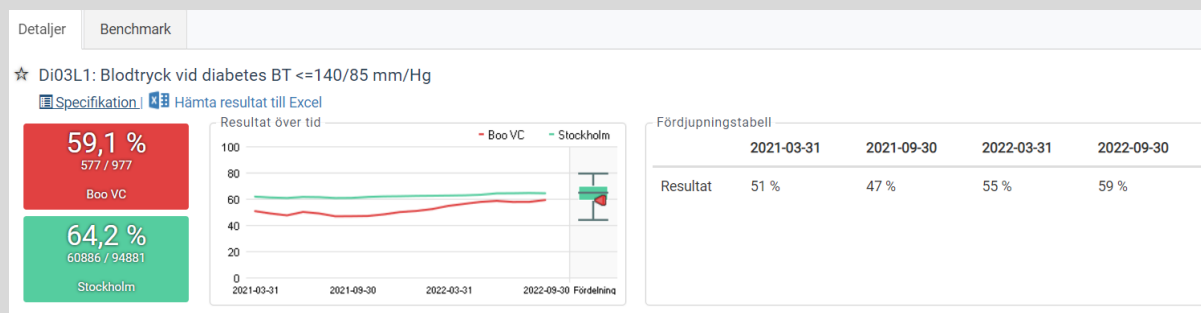 Detaljer Benchmark
☆ Di03L1: Blodtryck vid diabetes BT <=140/85 mm/Hg
Specifikation | Hämta resultat till Excel
59,1 %
577 / 977
Boo VC
64,2 %
60886 / 94881
Stockholm
Resultat över tid
Boo VC Stockholm
100
80
60
40
20
0
2021-03-31 2021-09-30 2022-03-31 2022-09-30 Fördelning
Fördjupningstabell
2021-03-31 2021-09-30 2022-03-31 2022-09-30
Resultat 51 % 47 % 55 % 59 %